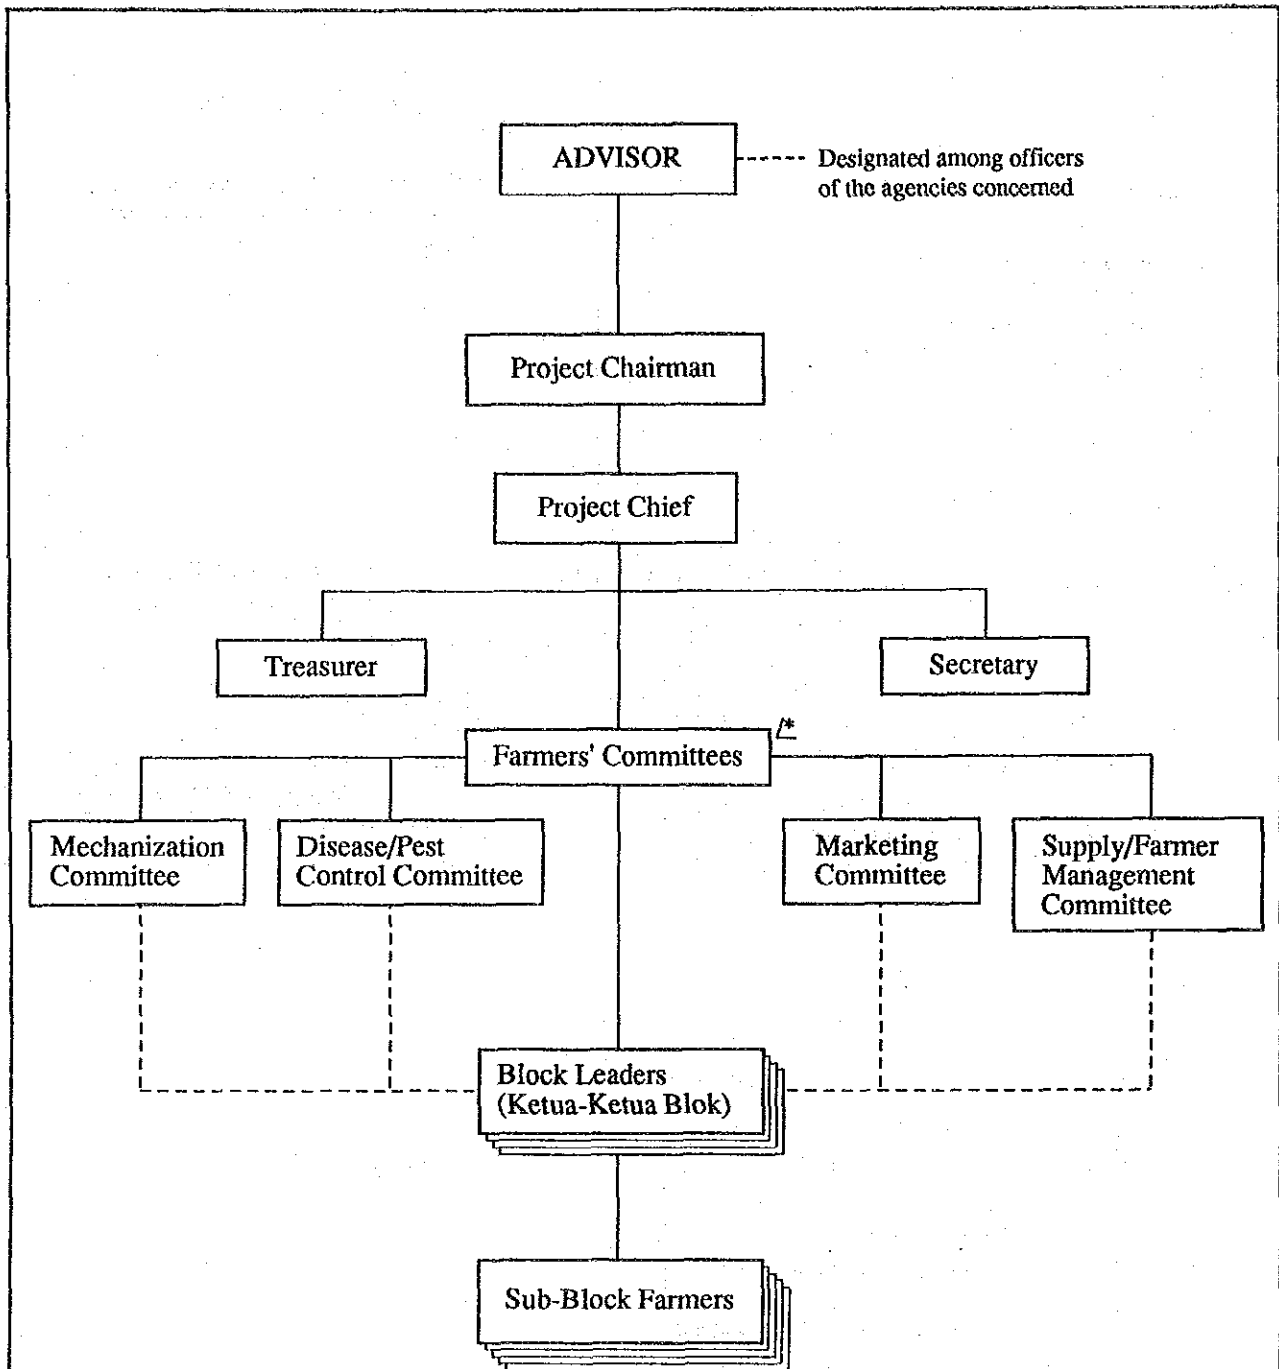 ADVISOR
Designated among officers
of the agencies concerned
Project Chairman
Project Chief
Treasurer
Secretary
Farmers' Committees
/*
Mechanization
Committee
Disease/Pest
Control Committee
Marketing
Committee
Supply/Farmer
Management
Committee
Block Leaders
(Ketua-Ketua Blok)
Sub-Block Farmers